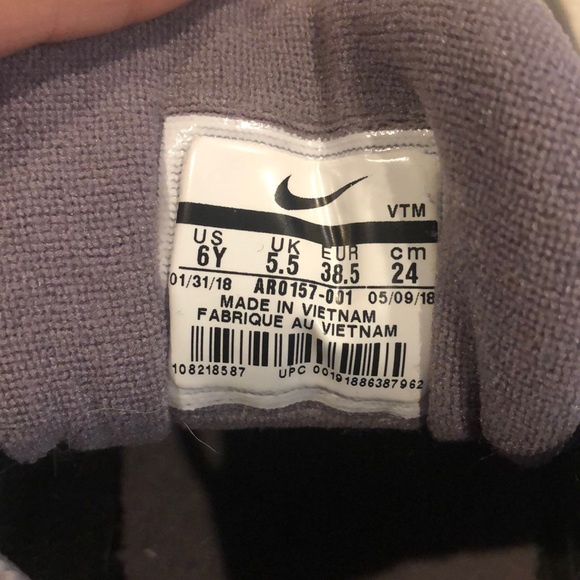 VTM
US UK EUR cm
6Y 5.5 38.5 24
01/31/18 AR0157-001 05/09/18
MADE IN VIETNAM
FABRIQUE AU VIETNAM
108218587 UPC 00191886387962